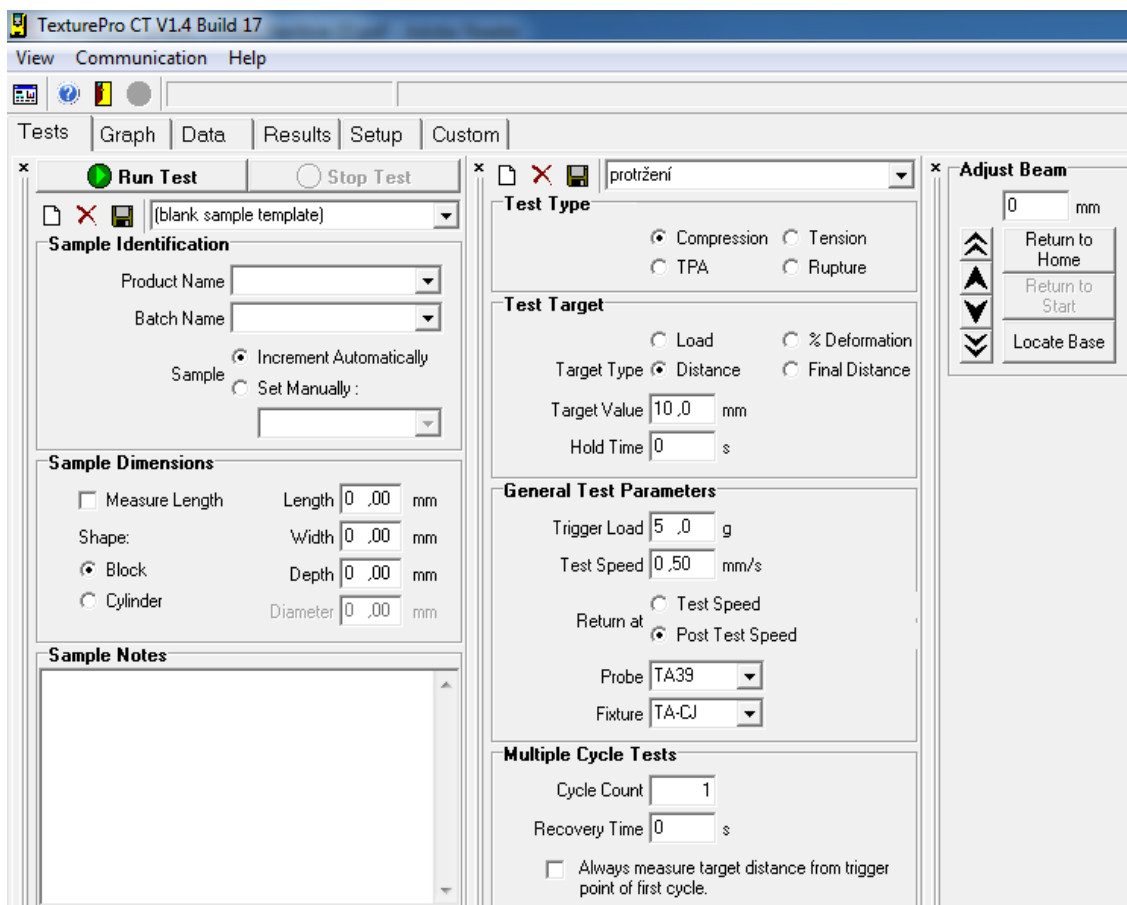 TexturePro CT V1.4 Build 17
View Communication Help
Tests Graph Data Results Setup Custom
Run Test Stop Test
(blank sample template)
Sample Identification
Product Name
Batch Name
Sample
Increment Automatically
Set Manually :
Sample Dimensions
Measure Length Length 0 ,00 mm
Shape: Width 0 ,00 mm
Block Depth 0 ,00 mm
Cylinder Diameter 0 ,00 mm
Sample Notes
protržení
Test Type
Compression Tension
TPA Rupture
Test Target
Load % Deformation
Target Type Distance Final Distance
Target Value 10 ,0 mm
Hold Time 0 s
General Test Parameters
Trigger Load 5 ,0 g
Test Speed 0 ,50 mm/s
Return at
Test Speed
Post Test Speed
Probe TA39
Fixture TA-CJ
Multiple Cycle Tests
Cycle Count 1
Recovery Time 0 s
Always measure target distance from trigger
point of first cycle.
Adjust Beam
0 mm
Return to
Home
Return to
Start
Locate Base